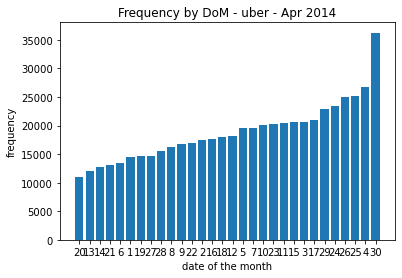 Frequency by DoM - uber - Apr 2014
35000
30000
25000
20000
15000
10000
5000
0
frequency
20 13 14 21 6 1 19 27 28 8 9 22 2 16 18 12 5 7 10 23 11 15 3 17 29 24 26 25 4 30
date of the month